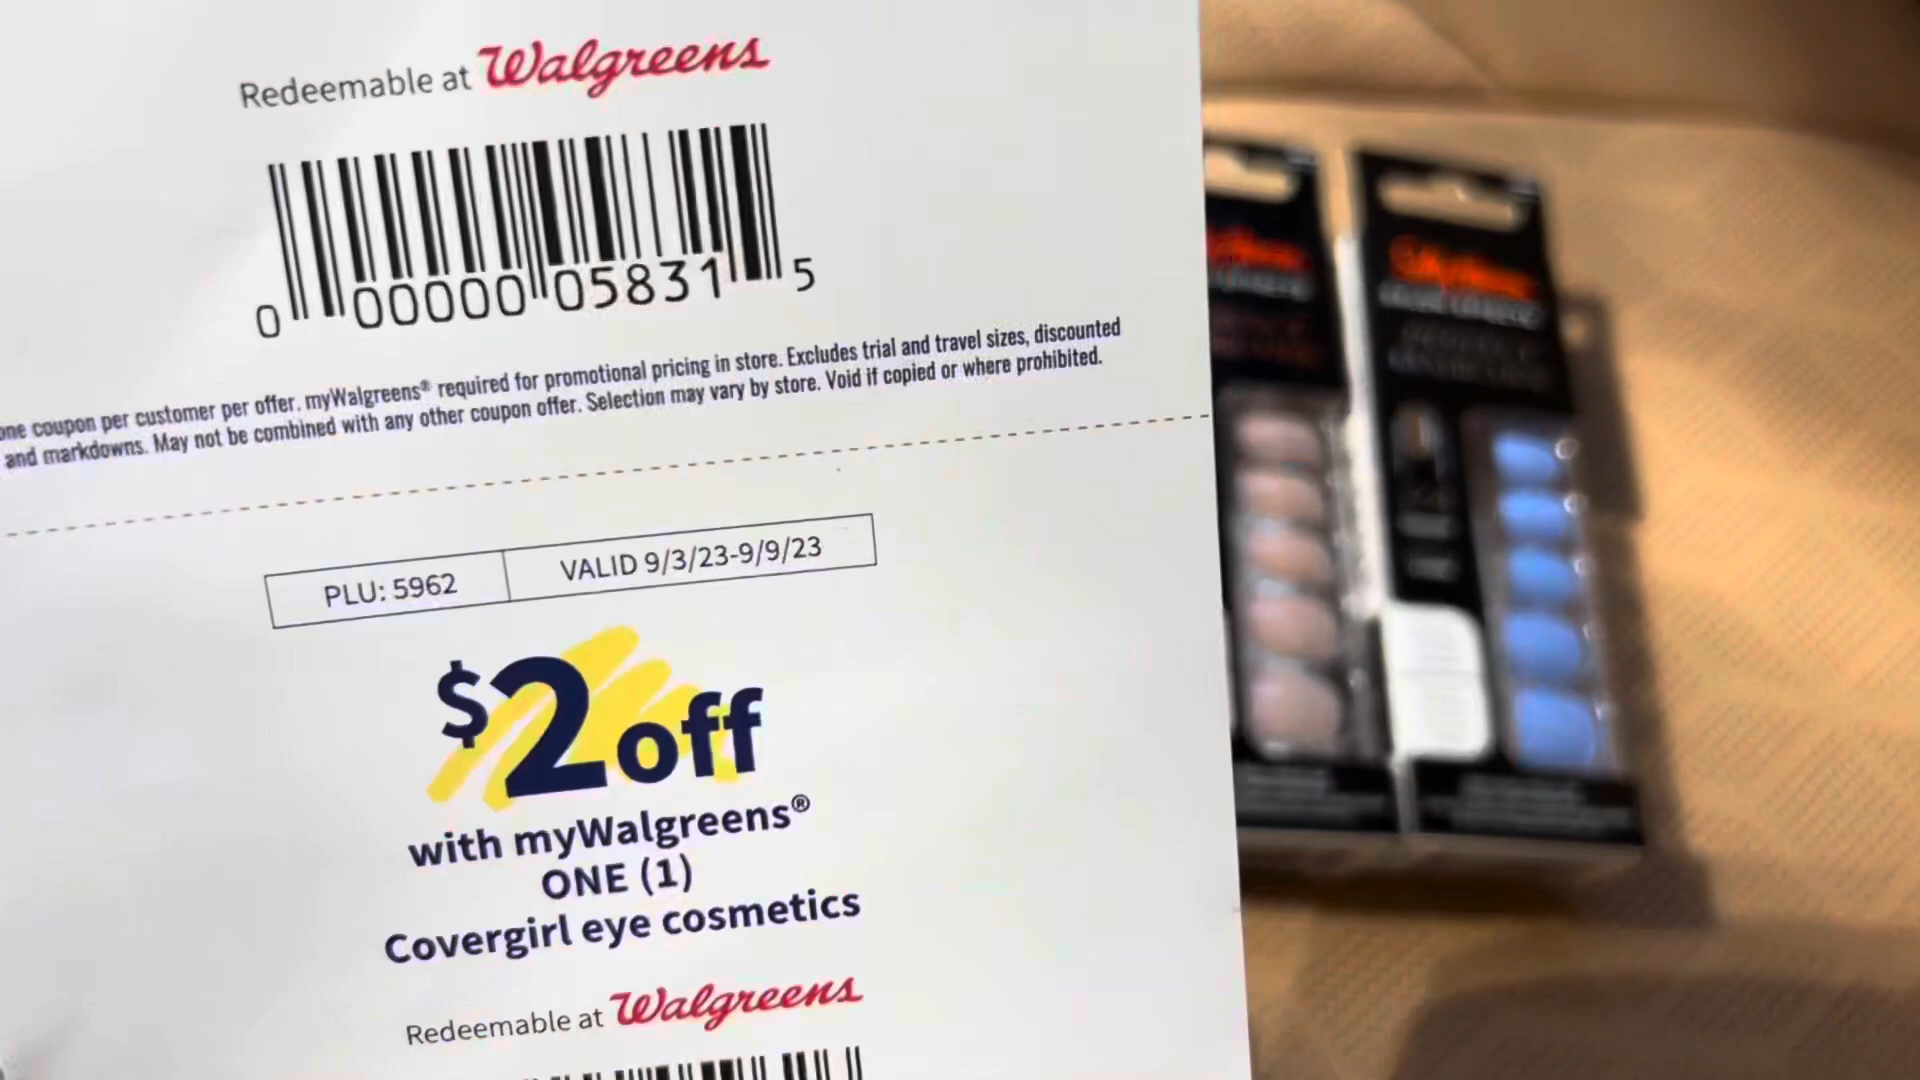 Redeemable at Walgreens
0 00000 05831 5
one coupon per customer per offer. myWalgreens® required for promotional pricing in store. Excludes trial and travel sizes, discounted
and markdowns. May not be combined with any other coupon offer. Selection may vary by store. Void if copied or where prohibited.
PLU: 5962 VALID 9/3/23-9/9/23
$2 off
with myWalgreens®
ONE (1)
Covergirl eye cosmetics
Redeemable at Walgreens